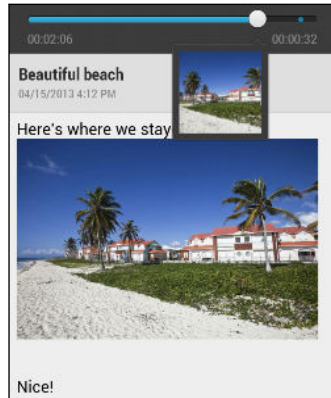 00:02:06 00:00:32
Beautiful beach
04/15/2013 4:12 PM
Here's where we stay
Nice!